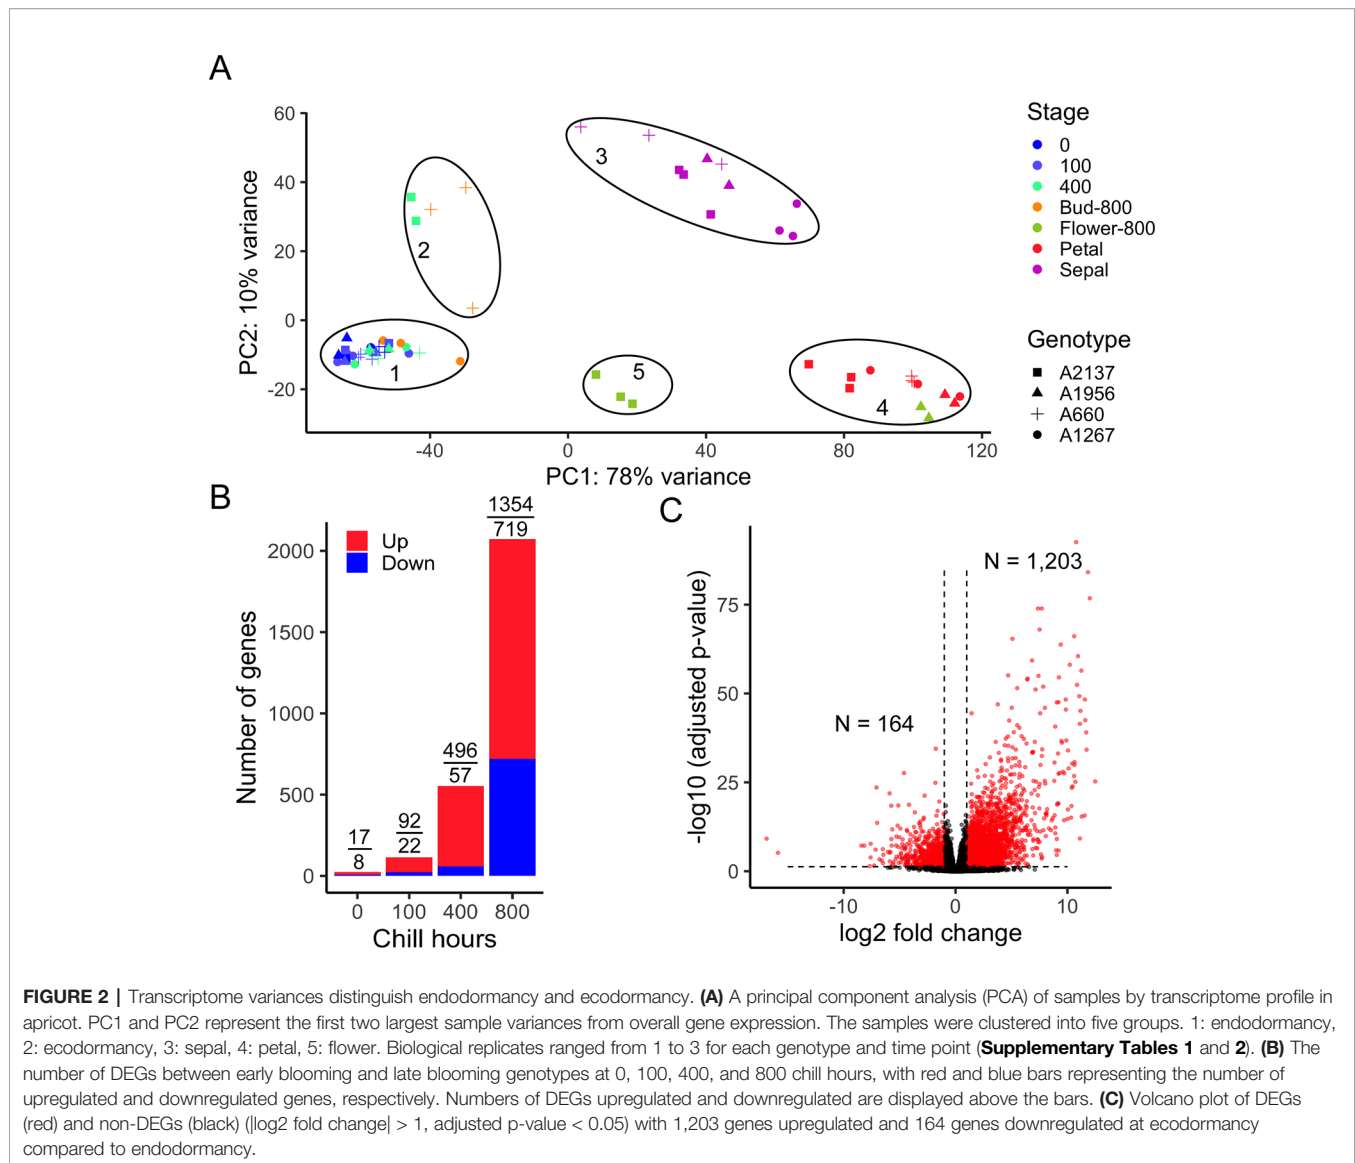 A
60
40
20
0
-20
PC2: 10% variance
-40
0
40
80
120
PC1: 78% variance
1
2
3
4
5
Stage
0
100
400
Bud-800
Flower-800
Petal
Sepal
Genotype
A2137
A1956
A660
A1267
B
Up
Down
2000
1500
1000
500
0
Number of genes
17
8
92
22
496
57
1354
719
0
100
400
800
Chill hours
C
N = 1,203
N = 164
75
50
25
0
-log10 (adjusted p-value)
-10
0
10
log2 fold change
FIGURE 2 | Transcriptome variances distinguish endodormancy and ecodormancy. (A) A principal component analysis (PCA) of samples by transcriptome profile in
apricot. PC1 and PC2 represent the first two largest sample variances from overall gene expression. The samples were clustered into five groups. 1: endodormancy,
2: ecodormancy, 3: sepal, 4: petal, 5: flower. Biological replicates ranged from 1 to 3 for each genotype and time point (Supplementary Tables 1 and 2). (B) The
number of DEGs between early blooming and late blooming genotypes at 0, 100, 400, and 800 chill hours, with red and blue bars representing the number of
upregulated and downregulated genes, respectively. Numbers of DEGs upregulated and downregulated are displayed above the bars. (C) Volcano plot of DEGs
(red) and non-DEGs (black) (|log2 fold change| > 1, adjusted p-value < 0.05) with 1,203 genes upregulated and 164 genes downregulated at ecodormancy
compared to endodormancy.